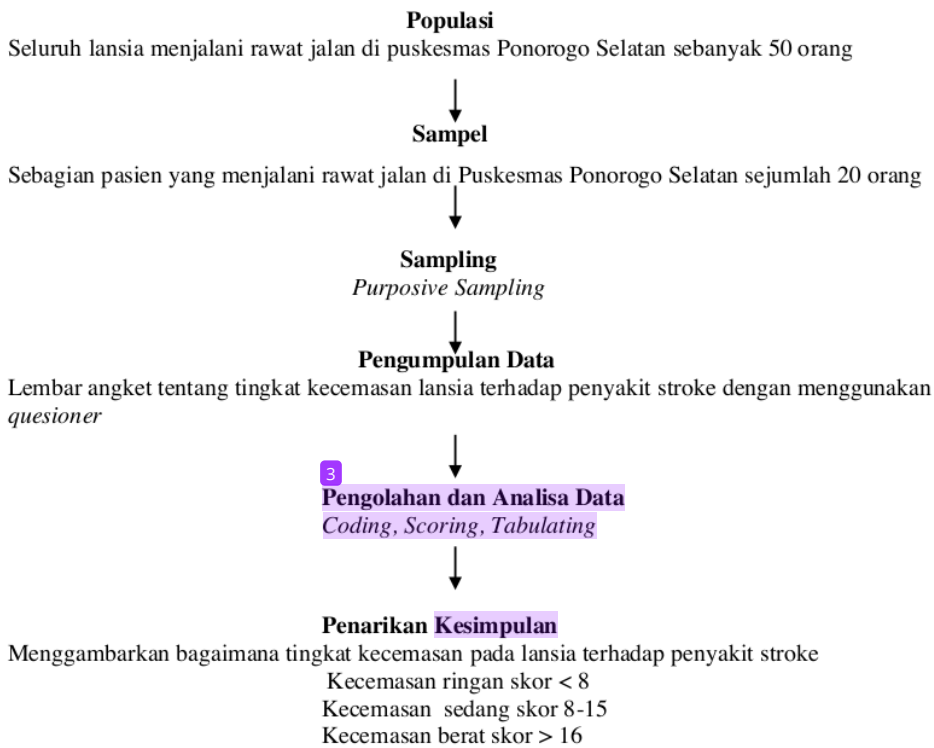 Populasi
Seluruh lansia menjalani rawat jalan di puskesmas Ponorogo Selatan sebanyak 50 orang
Sampel
Sebagian pasien yang menjalani rawat jalan di Puskesmas Ponorogo Selatan sejumlah 20 orang
Sampling
Purposive Sampling
Pengumpulan Data
Lembar angket tentang tingkat kecemasan lansia terhadap penyakit stroke dengan menggunakan
quesioner
3
Pengolahan dan Analisa Data
Coding, Scoring, Tabulating
Penarikan Kesimpulan
Menggambarkan bagaimana tingkat kecemasan pada lansia terhadap penyakit stroke
Kecemasan ringan skor < 8
Kecemasan sedang skor 8-15
Kecemasan berat skor > 16